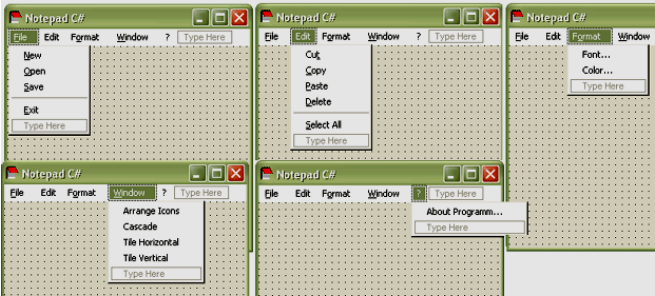 Notepad C#
File Edit Format Window ? Type Here
New
Open
Save
Exit
Type Here
Notepad C#
File Edit Format Window ? Type Here
Cut
Copy
Paste
Delete
Select All
Type Here
Notepad C#
File Edit Format Window
Font...
Color...
Type Here
Notepad C#
File Edit Format Window ? Type Here
Arrange Icons
Cascade
Tile Horizontal
Tile Vertical
Type Here
Notepad C#
File Edit Format Window ? Type Here
About Programm...
Type Here